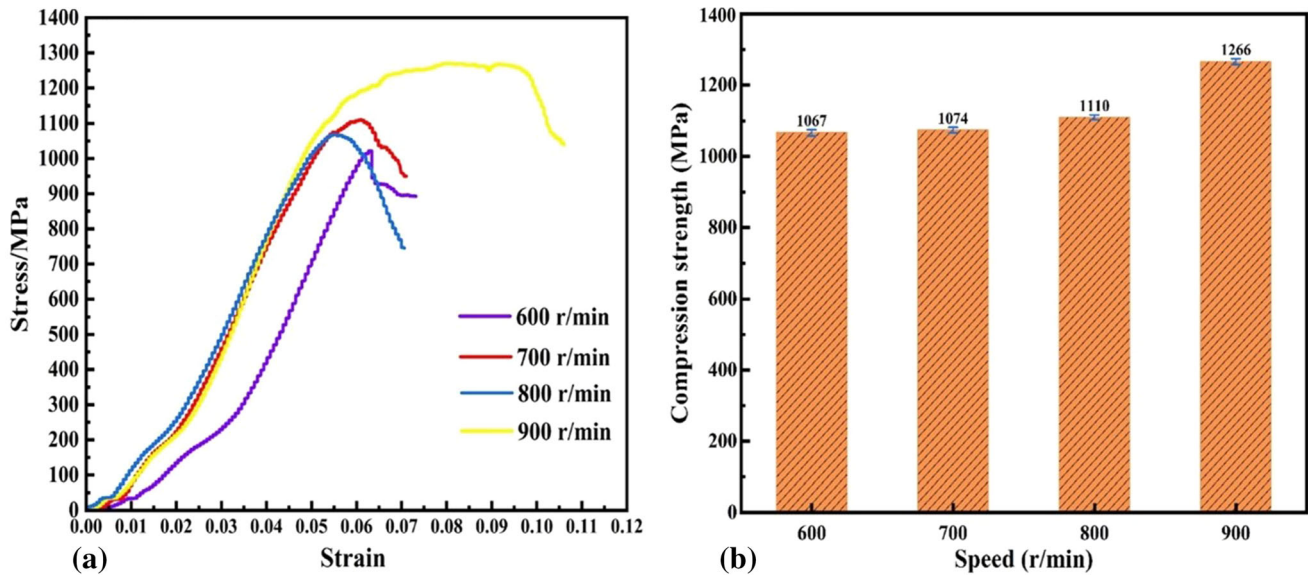 1400
1300
1200
1100
1000
900
800
700
600
500
400
300
200
100
0
Stress/MPa
600 r/min
700 r/min
800 r/min
900 r/min
0.00 0.01 0.02 0.03 0.04 0.05 0.06 0.07 0.08 0.09 0.10 0.11 0.12
Strain
(a)
1400
1200
1000
800
600
400
200
0
Compression strength (MPa)
1067
1074
1110
1266
600 700 800 900
Speed (r/min)
(b)